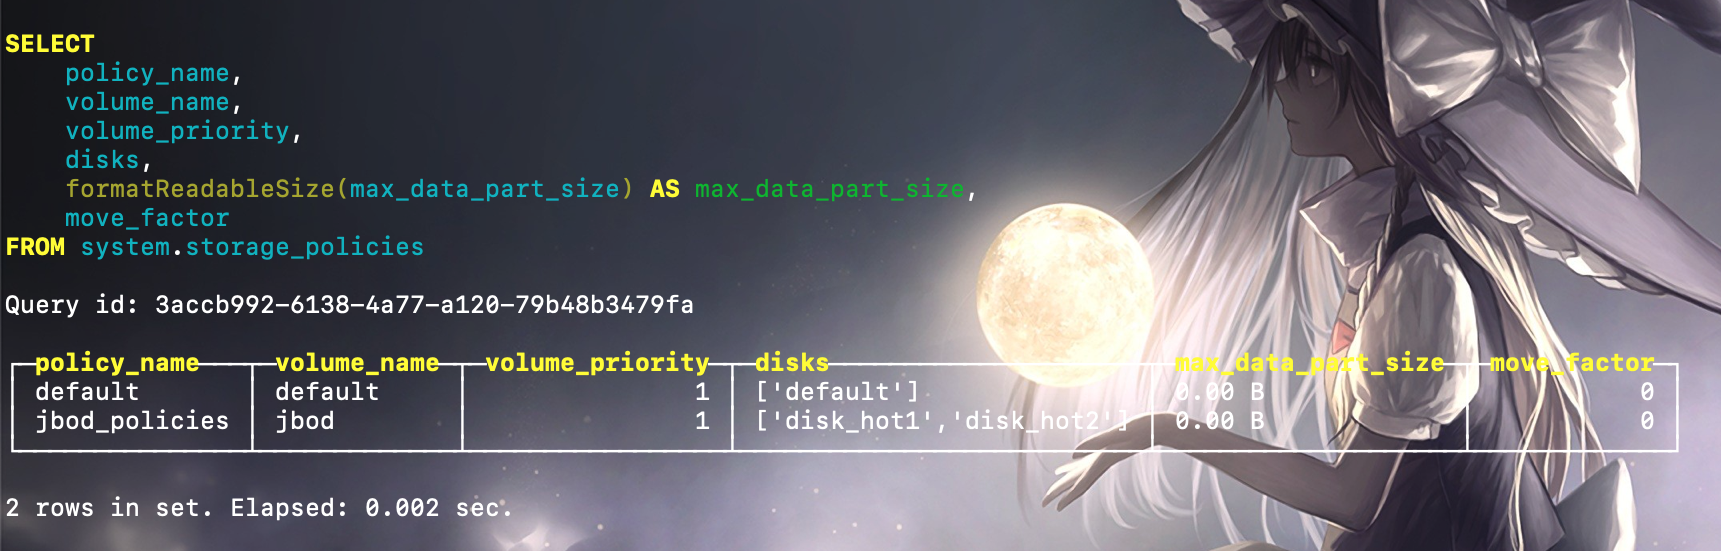 SELECT
    policy_name,
    volume_name,
    volume_priority,
    disks,
    formatReadableSize(max_data_part_size) AS max_data_part_size,
    move_factor
FROM system.storage_policies
Query id: 3accb992-6138-4a77-a120-79b48b3479fa
policy_name volume_name volume_priority disks max_data_part_size move_factor
default default 1 ['default'] 0.00 B 0
jbod_policies jbod 1 ['disk_hot1','disk_hot2'] 0.00 B 0
2 rows in set. Elapsed: 0.002 sec.